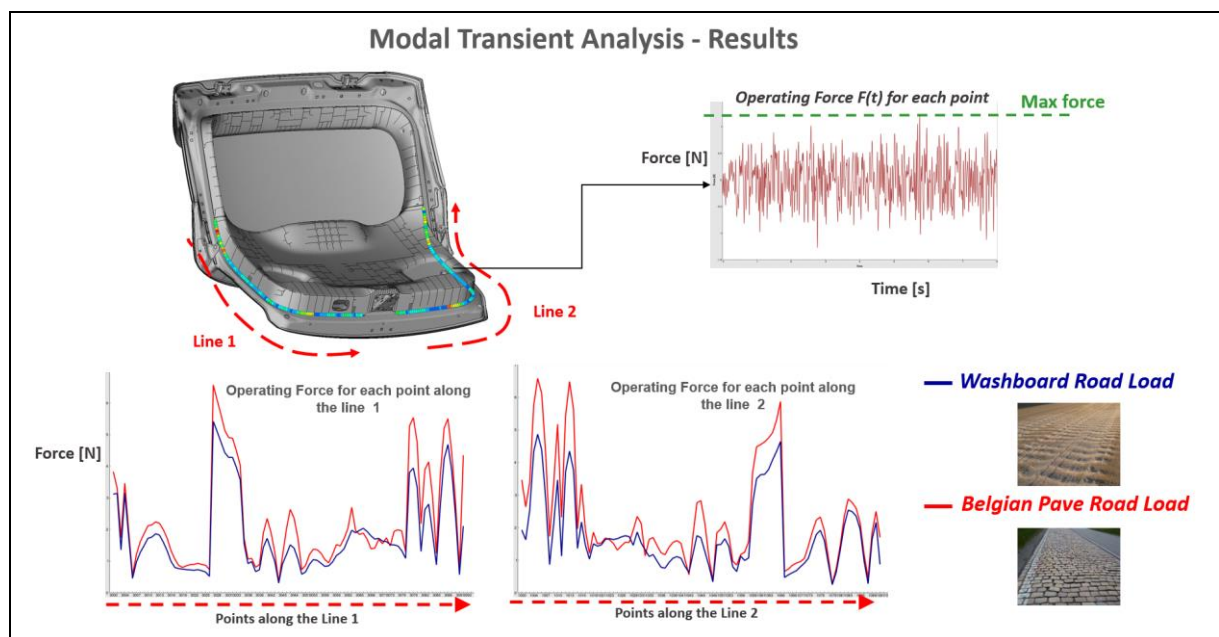 Modal Transient Analysis - Results
Operating Force F(t) for each point
Max force
Force [N]
Time [s]
Line 1
Line 2
Operating Force for each point along
the line 1
Force [N]
Points along the Line 1
Operating Force for each point along
the line 2
Points along the Line 2
Washboard Road Load
Belgian Pave Road Load